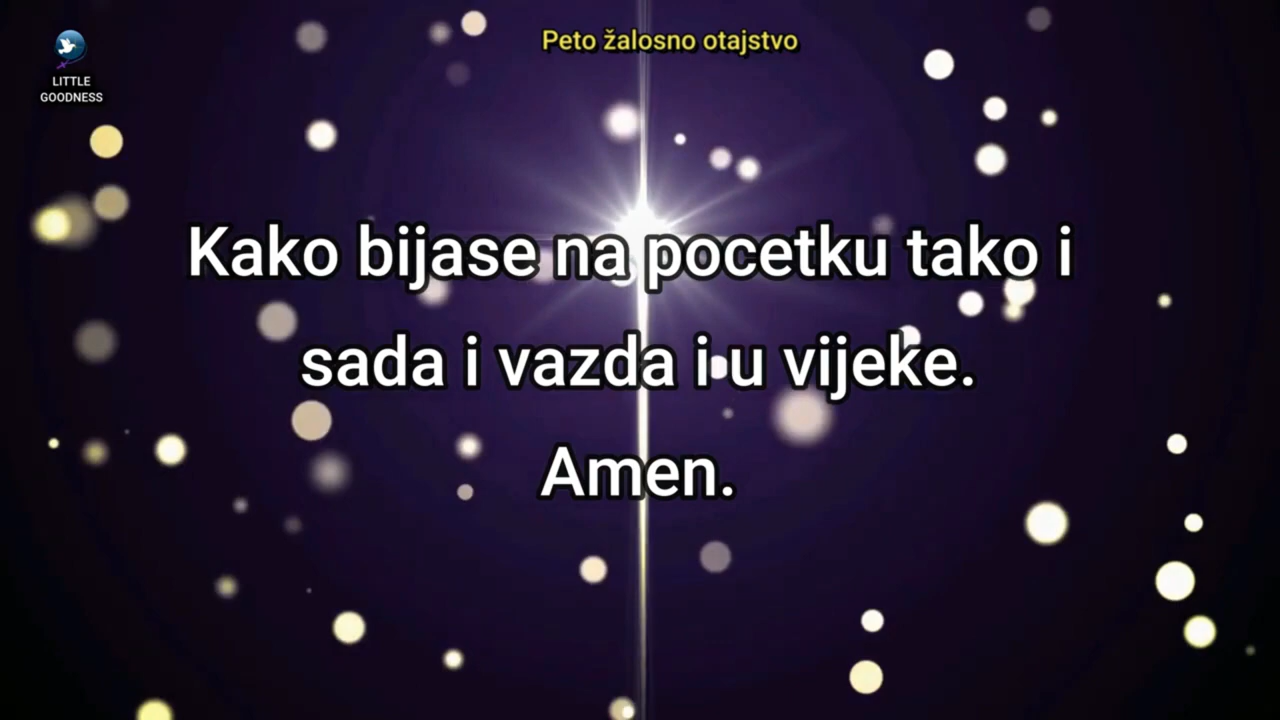 Peto žalosno otajstvo
LITTLE
GOODNESS
Kako bijase na pocetku tako i
sada i vazda i u vijeke.
Amen.